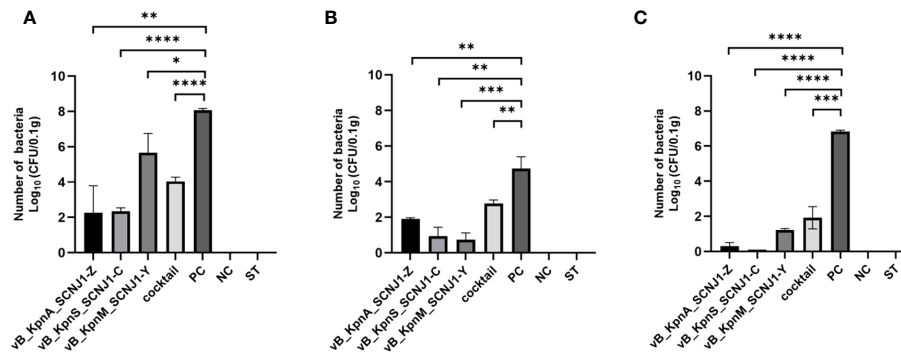 A
**
****
*
****
10
8
6
4
2
0
Number of bacteria
Log10 (CFU/0.1g)
vB_KpnA_SCNJ1-Z
vB_KpnS_SCNJ1-C
vB_KpnM_SCNJ1-Y
cocktail
PC
NC
ST
B
**
**
***
**
10
8
6
4
2
0
Number of bacteria
Log10 (CFU/0.1g)
vB_KpnA_SCNJ1-Z
vB_KpnS_SCNJ1-C
vB_KpnM_SCNJ1-Y
cocktail
PC
NC
ST
C
****
****
****
***
10
8
6
4
2
0
Number of bacteria
Log10 (CFU/0.1g)
vB_KpnA_SCNJ1-Z
vB_KpnS_SCNJ1-C
vB_KpnM_SCNJ1-Y
cocktail
PC
NC
ST